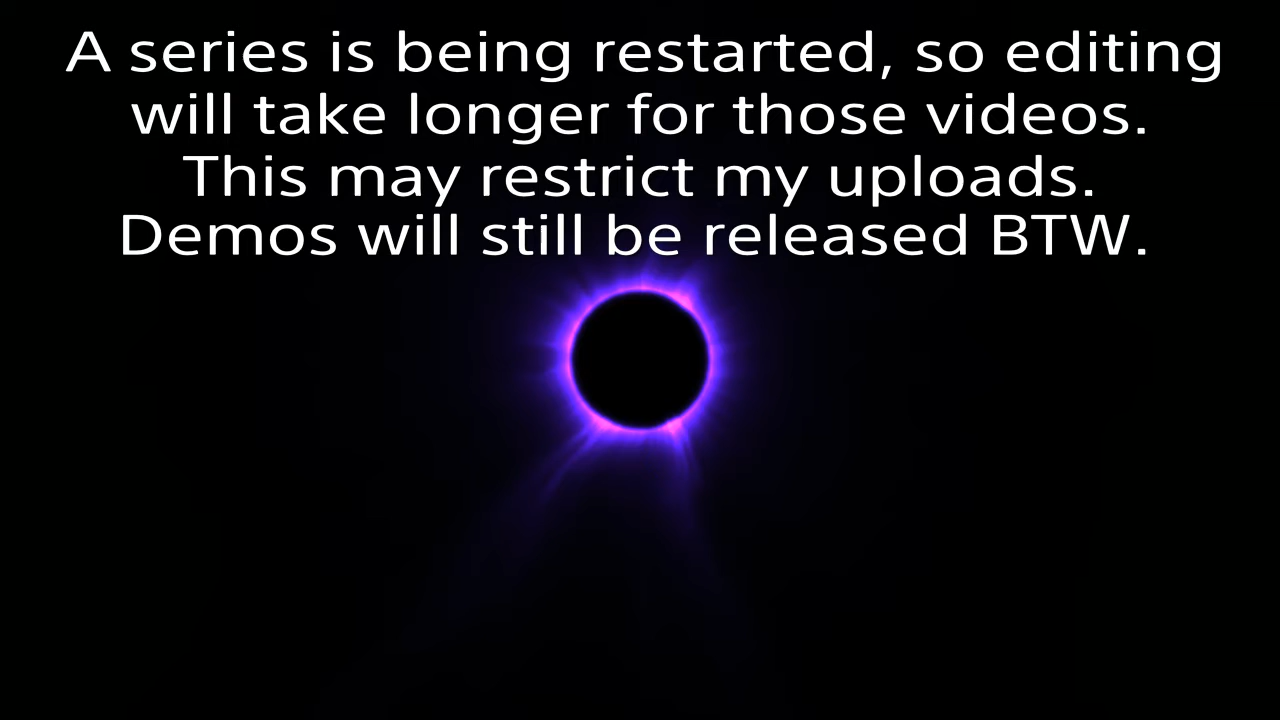 A series is being restarted, so editing
will take longer for those videos.
This may restrict my uploads.
Demos will still be released BTW.